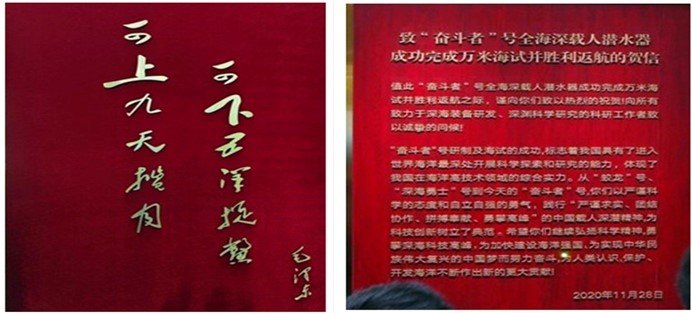 可上九天揽月
可下五洋捉鳖
毛泽东
致“奋斗者”号全海深载人潜水器
成功完成万米海试并胜利返航的贺信
值此“奋斗者”号全海深载人潜水器成功完成万米海
试并胜利返航之际，谨向你们致以热烈的祝贺!向所有
致力于深海装备研发、深渊科学研究的科研工作者致
以诚挚的问候!
“奋斗者”号研制及海试的成功,标志着我国具有了进入
世界海洋最深处开展科学探索和研究的能力，体现了
我国在海洋高技术领域的综合实力。从“蛟龙”号、
“深海勇士”号到今天的“奋斗者”号,你们以严谨科
学的态度和自立自强的勇气，践行“严谨求实、团结
协作、拼搏奉献、勇攀高峰”的中国载人深潜精神,为
科技创新树立了典范。希望你们继续弘扬科学精神,勇
攀深海科技高峰,为加快建设海洋强国、为实现中华民
族伟大复兴的中国梦而努力奋斗,为人类认识、保护、
开发海洋不断作出新的更大贡献!
2020年11月28日